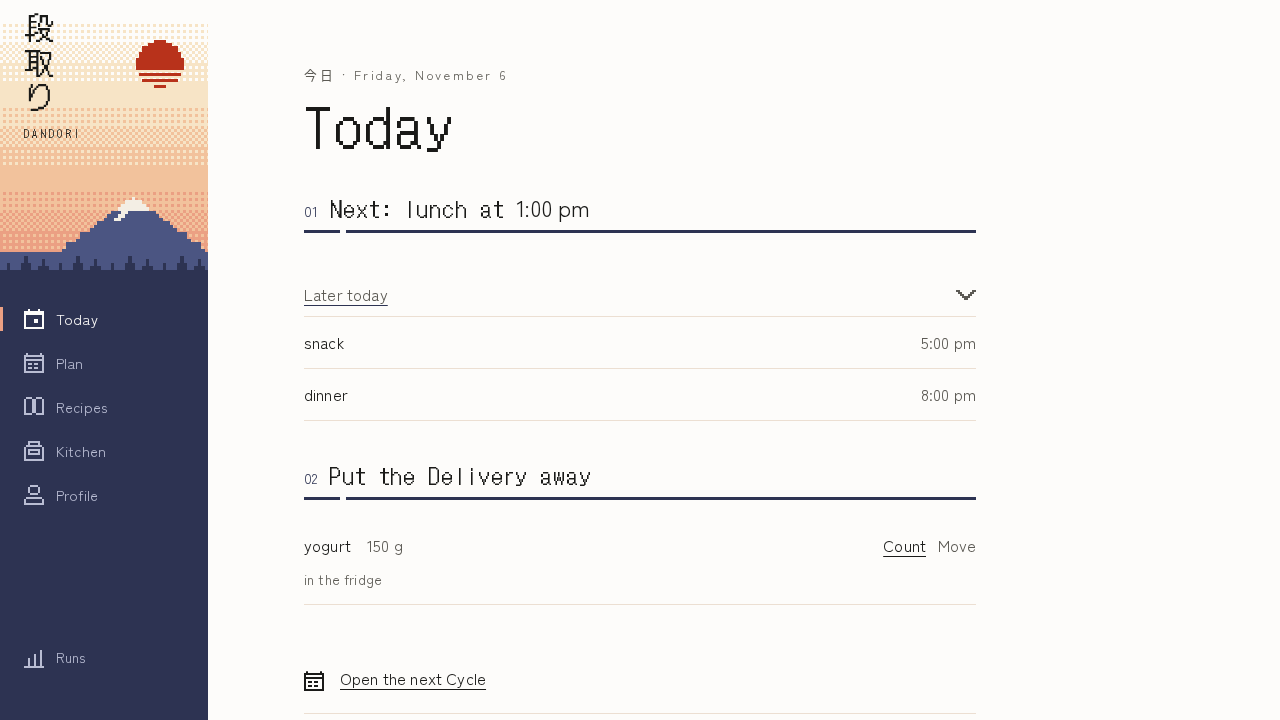 段取り
DANDORI
Today
Plan
Recipes
Kitchen
Profile
Runs
今日 · Friday, November 6
Today
01 Next: lunch at 1:00 pm
Later today
snack 5:00 pm
dinner 8:00 pm
02 Put the Delivery away
yogurt 150 g Count Move
in the fridge
Open the next Cycle